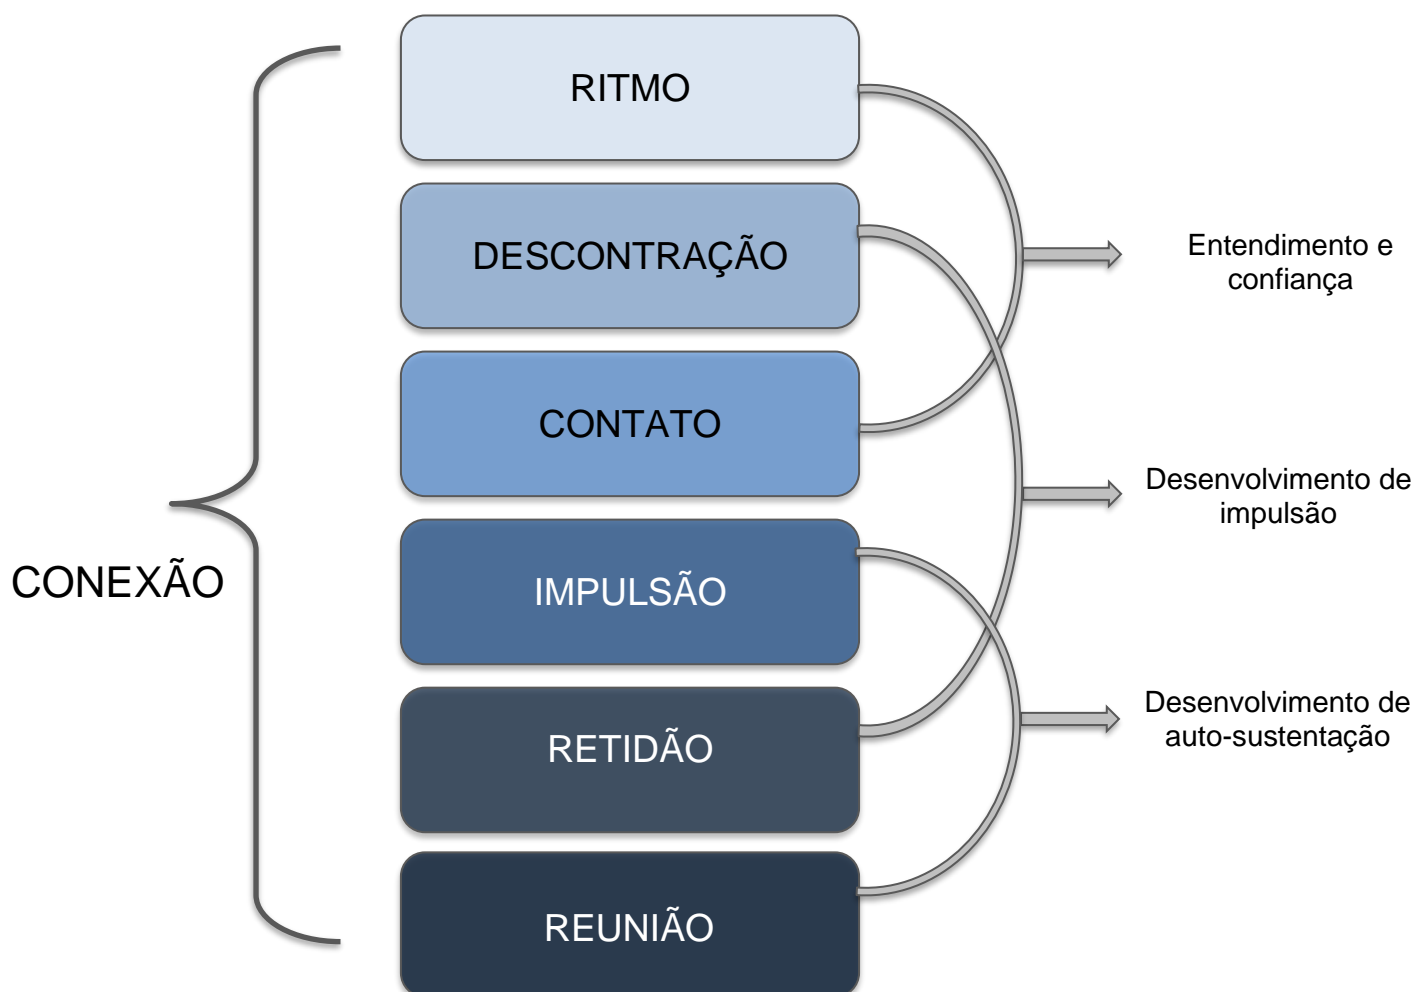 RITMO
DESCONTRAÇÃO
CONTATO
IMPULSÃO
RETIDÃO
REUNIÃO
CONEXÃO
Entendimento e
confiança
Desenvolvimento de
impulsão
Desenvolvimento de
auto-sustentação